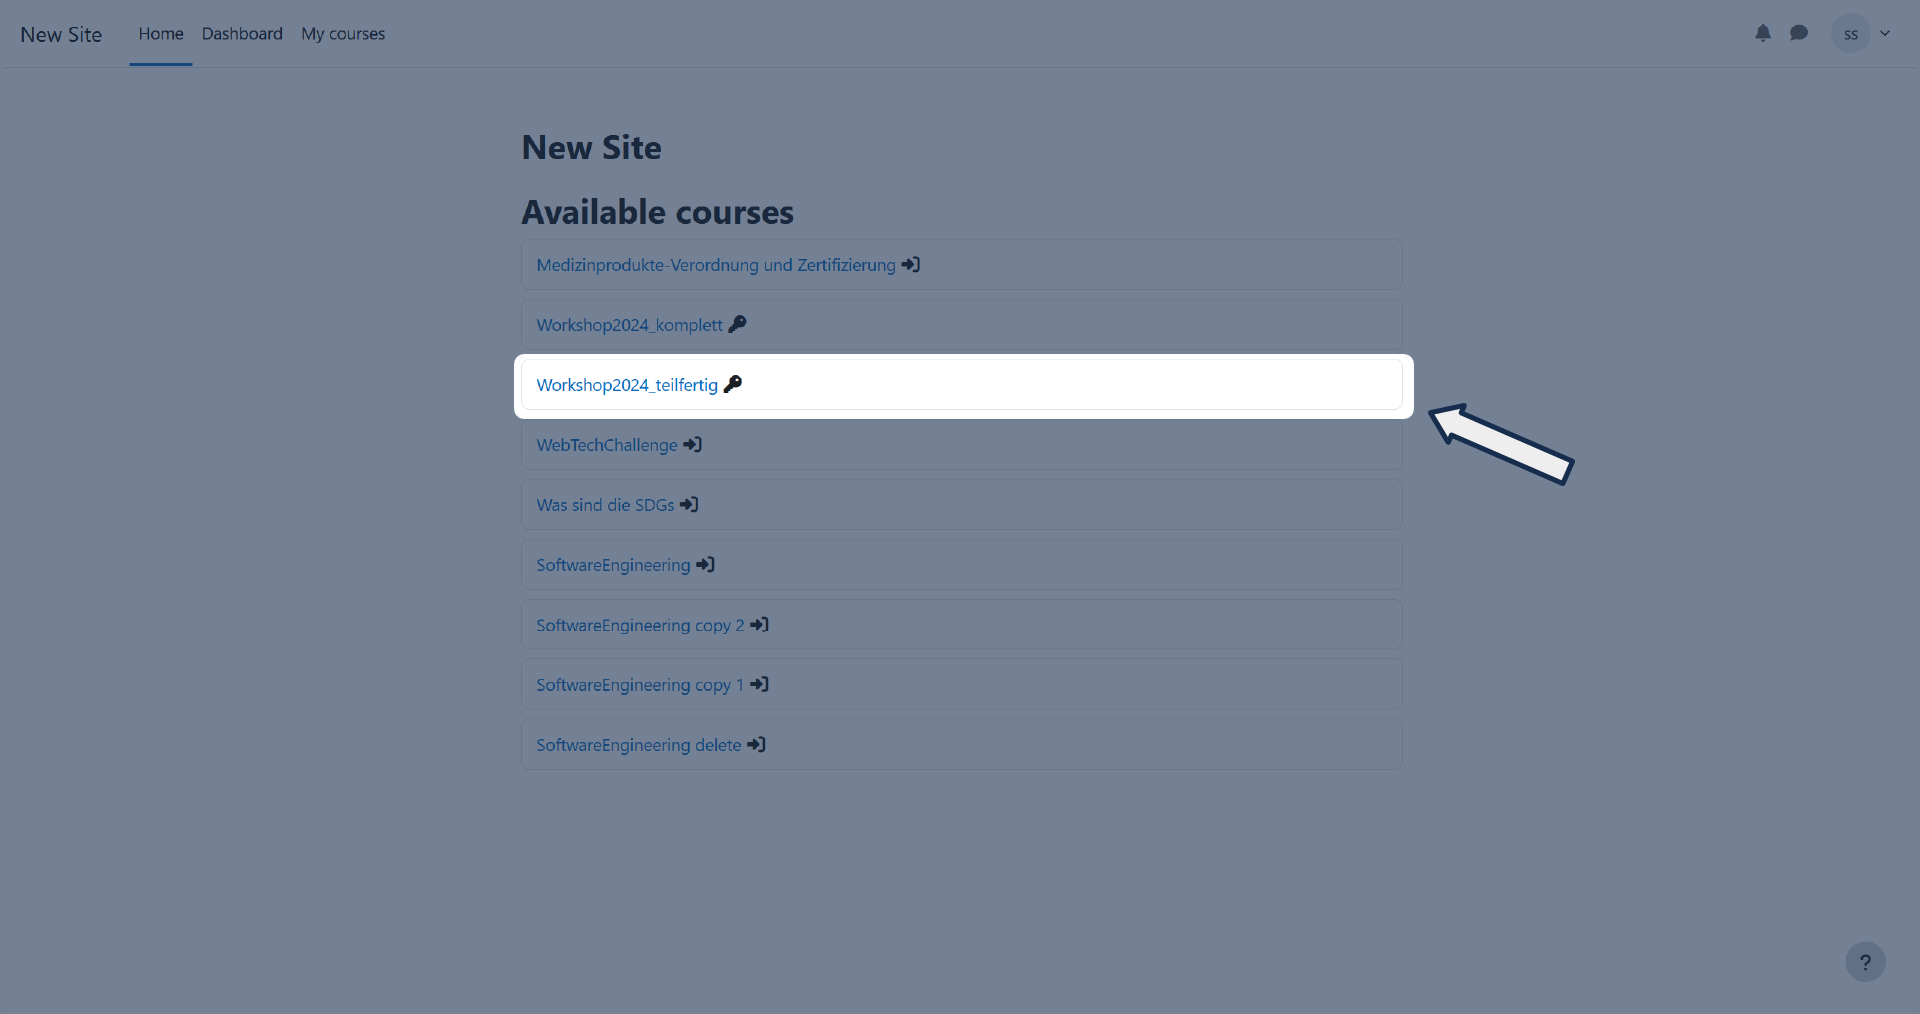 New Site Home Dashboard My courses ss
New Site
Available courses
Medizinprodukte-Verordnung und Zertifizierung
Workshop2024_komplett
Workshop2024_teilfertig
WebTechChallenge
Was sind die SDGs
SoftwareEngineering
SoftwareEngineering copy 2
SoftwareEngineering copy 1
SoftwareEngineering delete
?